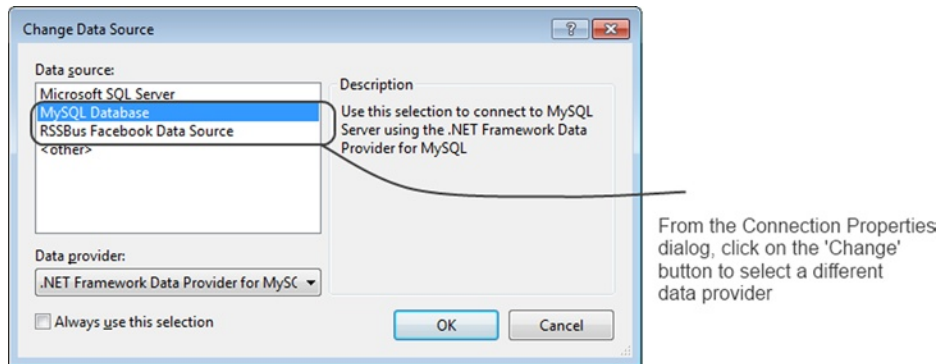 Change Data Source
Data source:
Microsoft SQL Server
MySQL Database
RSSBus Facebook Data Source
<other>
Description
Use this selection to connect to MySQL
Server using the .NET Framework Data
Provider for MySQL
Data provider:
.NET Framework Data Provider for MySC
Always use this selection
OK
Cancel
From the Connection Properties
dialog, click on the 'Change'
button to select a different
data provider